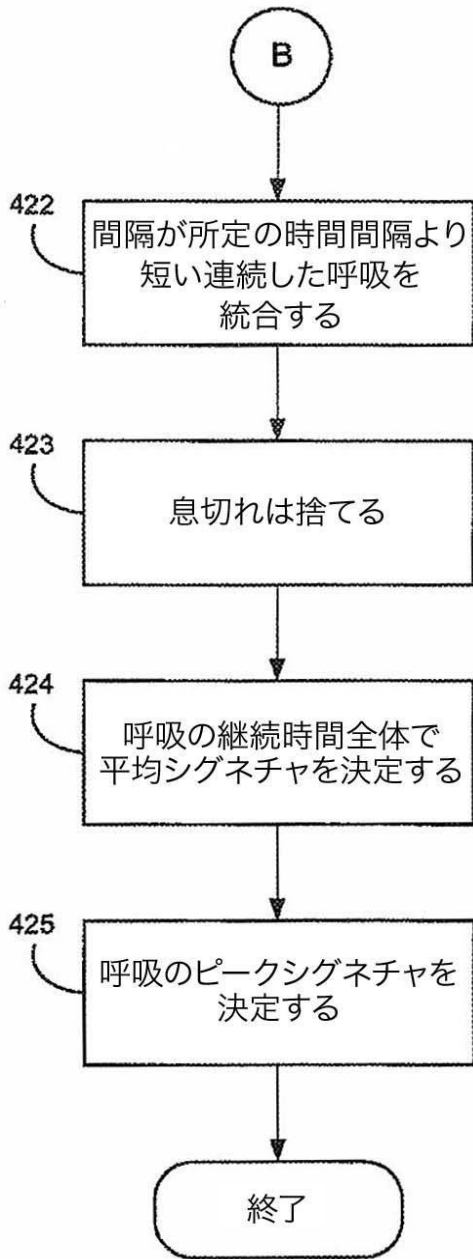 B
422
間隔が所定の時間間隔より
短い連続した呼吸を
統合する
423
息切れは捨てる
424
呼吸の継続時間全体で
平均シグネチャを決定する
425
呼吸のピークシグネチャを
決定する
終了